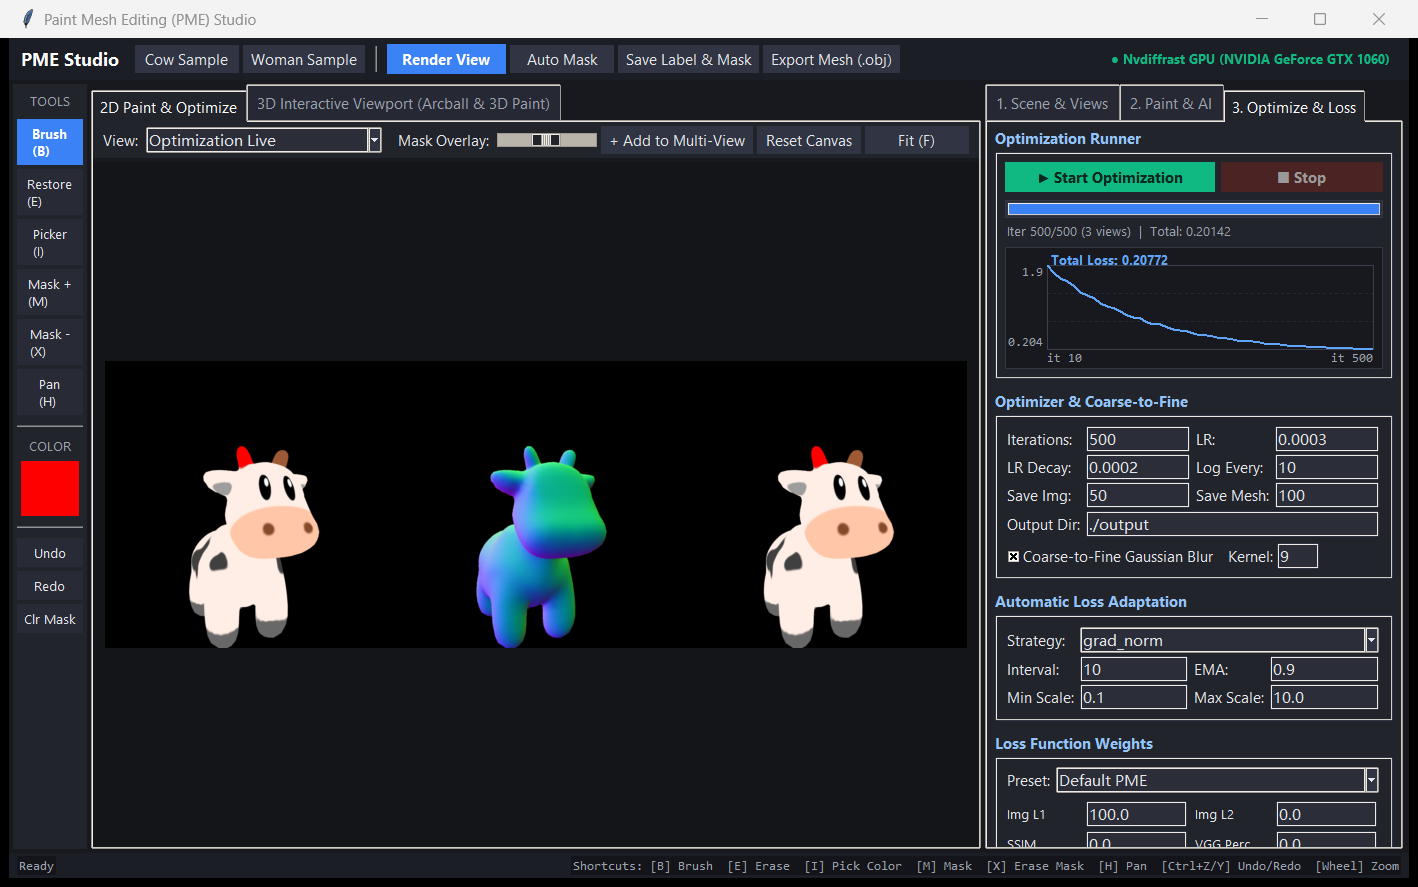 Paint Mesh Editing (PME) Studio
PME Studio
Cow Sample
Woman Sample
Render View
Auto Mask
Save Label & Mask
Export Mesh (.obj)
● Nvdiffrast GPU (NVIDIA GeForce GTX 1060)
TOOLS
Brush
(B)
Restore
(E)
Picker
(I)
Mask +
(M)
Mask -
(X)
Pan
(H)
COLOR
Undo
Redo
Clr Mask
2D Paint & Optimize
3D Interactive Viewport (Arcball & 3D Paint)
View: Optimization Live
Mask Overlay:
+ Add to Multi-View
Reset Canvas
Fit (F)
1. Scene & Views
2. Paint & AI
3. Optimize & Loss
Optimization Runner
▶ Start Optimization
■ Stop
Iter 500/500 (3 views) | Total: 0.20142
Total Loss: 0.20772
1.9
0.204
it 10
it 500
Optimizer & Coarse-to-Fine
Iterations: 500 LR: 0.0003
LR Decay: 0.0002 Log Every: 10
Save Img: 50 Save Mesh: 100
Output Dir: ./output
Coarse-to-Fine Gaussian Blur Kernel: 9
Automatic Loss Adaptation
Strategy: grad_norm
Interval: 10 EMA: 0.9
Min Scale: 0.1 Max Scale: 10.0
Loss Function Weights
Preset: Default PME
Img L1 100.0 Img L2 0.0
SSIM 0.0 VGG Perc 0.0
Ready
Shortcuts: [B] Brush [E] Erase [I] Pick Color [M] Mask [X] Erase Mask [H] Pan [Ctrl+Z/Y] Undo/Redo [Wheel] Zoom